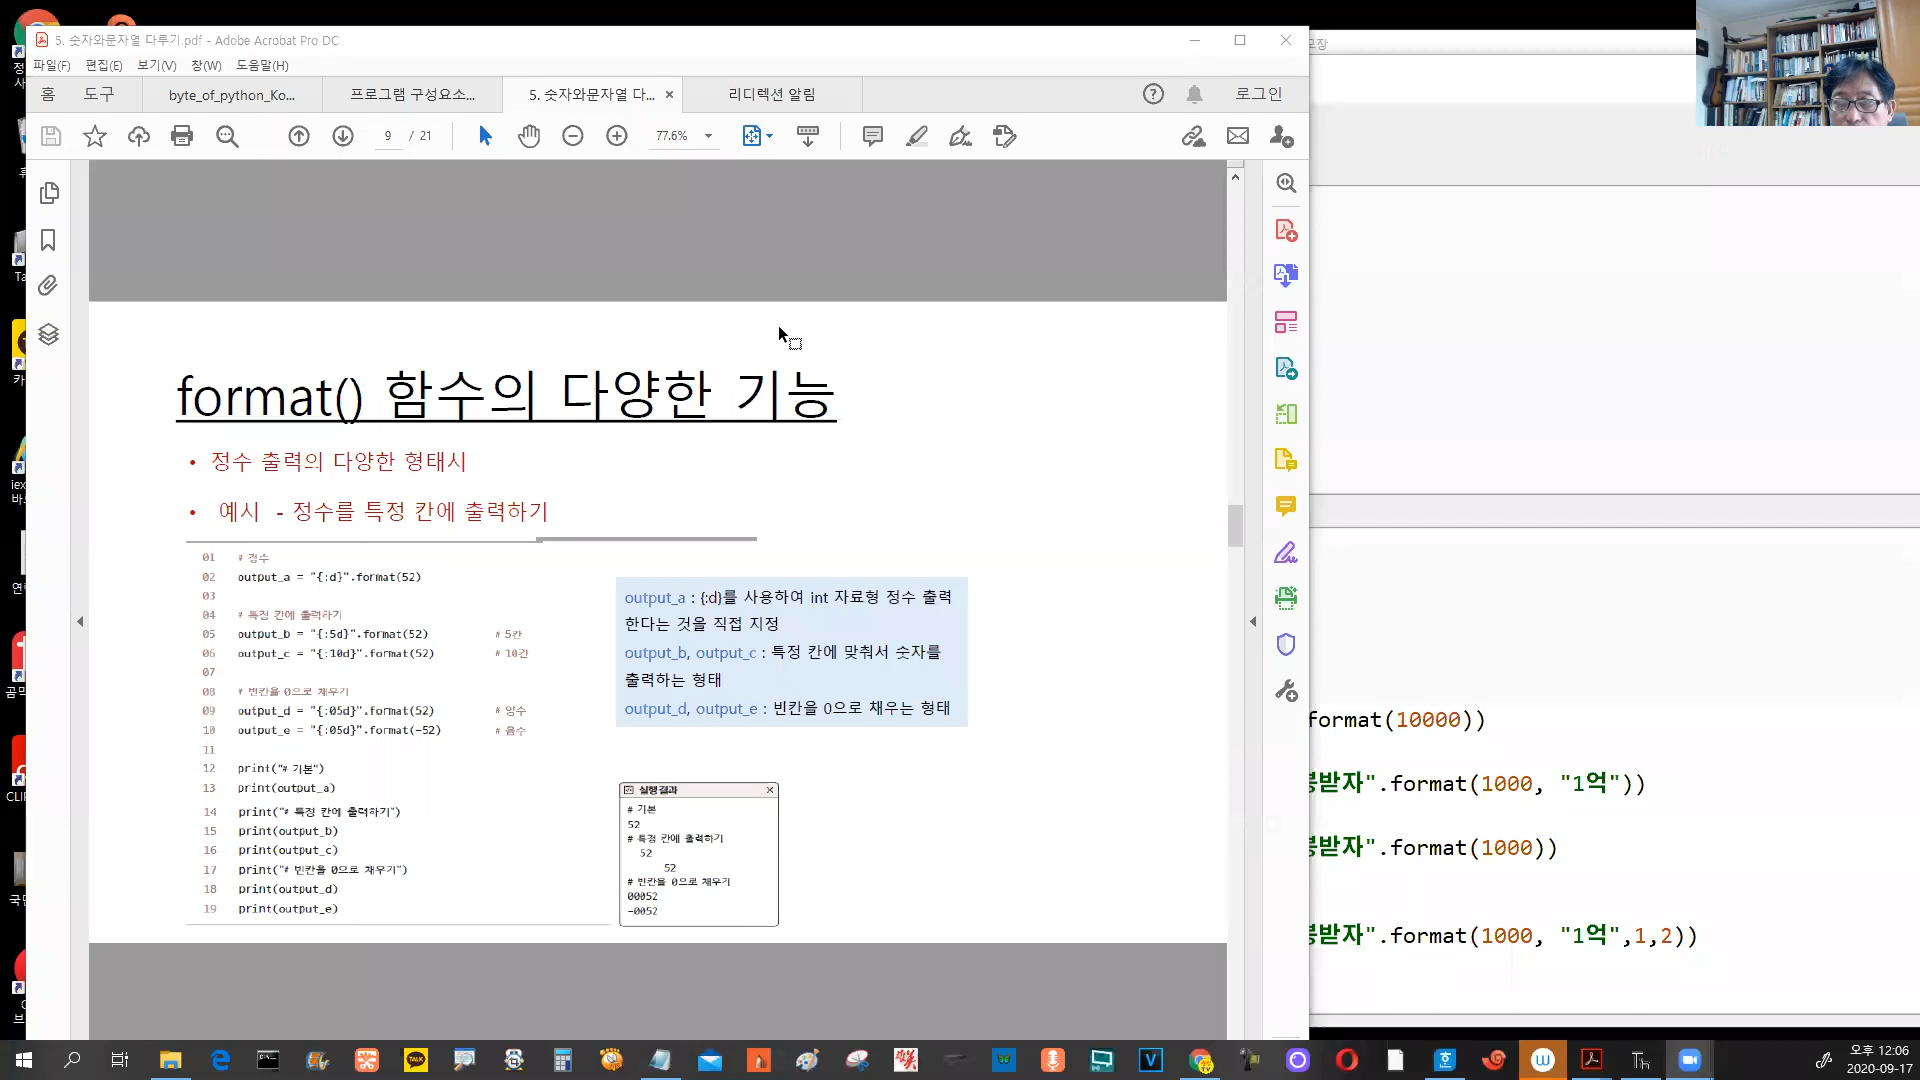 5. 숫자와문자열 다루기.pdf - Adobe Acrobat Pro DC
파일(F) 편집(E) 보기(V) 창(W) 도움말(H)
홈 도구 byte_of_python_Ko... 프로그램 구성요소... 5. 숫자와문자열 다... × 리디렉션 알림 로그인
9 / 21 77.6%
format() 함수의 다양한 기능
• 정수 출력의 다양한 형태시
• 예시 - 정수를 특정 칸에 출력하기
01 # 정수
02 output_a = "{:d}".format(52)
03
04 # 특정 칸에 출력하기
05 output_b = "{:5d}".format(52) # 5칸
06 output_c = "{:10d}".format(52) # 10칸
07
08 # 빈칸을 0으로 채우기
09 output_d = "{:05d}".format(52) # 양수
10 output_e = "{:05d}".format(-52) # 음수
11
12 print("# 기본")
13 print(output_a)
14 print("# 특정 칸에 출력하기")
15 print(output_b)
16 print(output_c)
17 print("# 빈칸을 0으로 채우기")
18 print(output_d)
19 print(output_e)
output_a : {:d}를 사용하여 int 자료형 정수 출력
한다는 것을 직접 지정
output_b, output_c : 특정 칸에 맞춰서 숫자를
출력하는 형태
output_d, output_e : 빈칸을 0으로 채우는 형태
실행결과
# 기본
52
# 특정 칸에 출력하기
52
52
# 빈칸을 0으로 채우기
00052
-0052
format(10000))
받자".format(1000, "1억"))
받자".format(1000))
받자".format(1000, "1억",1,2))
오후 12:06
2020-09-17